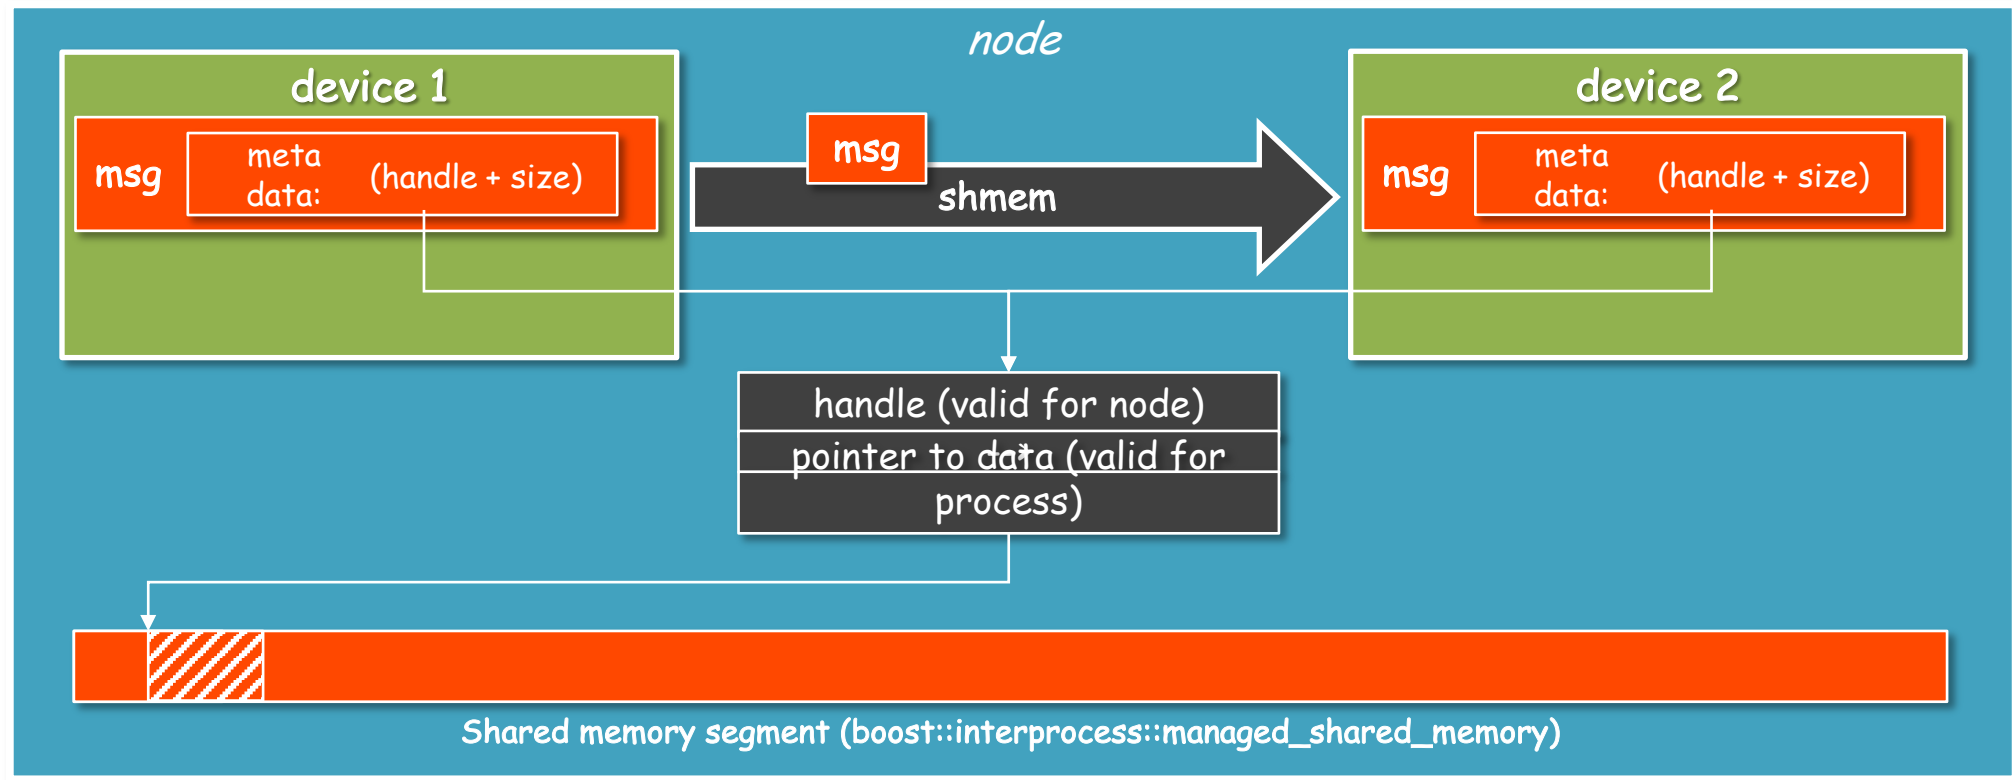 node
device 1
msg
meta
data:
(handle + size)
msg
shmem
device 2
msg
meta
data:
(handle + size)
handle (valid for node)
pointer to data (valid for
process)
Shared memory segment (boost::interprocess::managed_shared_memory)